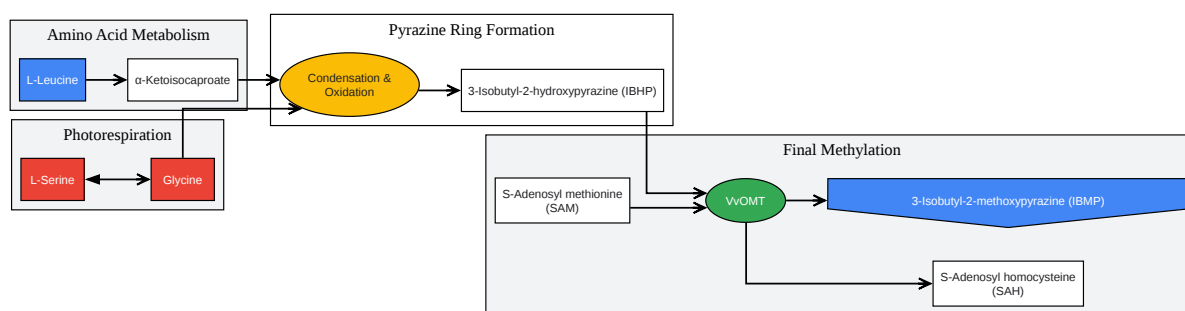 Amino Acid Metabolism
L-Leucine
α-Ketoisocaproate
Photorespiration
L-Serine
Glycine
Pyrazine Ring Formation
Condensation &
Oxidation
3-Isobutyl-2-hydroxypyrazine (IBHP)
Final Methylation
S-Adenosyl methionine
(SAM)
VvOMT
3-Isobutyl-2-methoxypyrazine (IBMP)
S-Adenosyl homocysteine
(SAH)